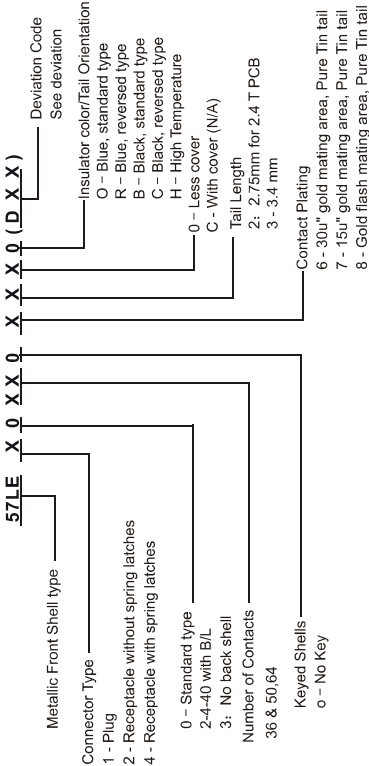 57LE X 0 XX 0 X X X 0 (D X X)
Metallic Front Shell type
Connector Type
1 - Plug
2 - Receptacle without spring latches
4 - Receptacle with spring latches
0 – Standard type
2-4-40 with B/L
3: No back shell
Number of Contacts
36 & 50,64
Keyed Shells
o – No Key
Deviation Code
See deviation
Insulator color/Tail Orientation
O – Blue, standard type
R – Blue, reversed type
B – Black, standard type
C – Black, reversed type
H – High Temperature
0 – Less cover
C - With cover (N/A)
Tail Length
2: 2.75mm for 2.4 T PCB
3 - 3.4 mm
Contact Plating
6 - 30u" gold mating area, Pure Tin tail
7 - 15u" gold mating area, Pure Tin tail
8 - Gold flash mating area, Pure Tin tail